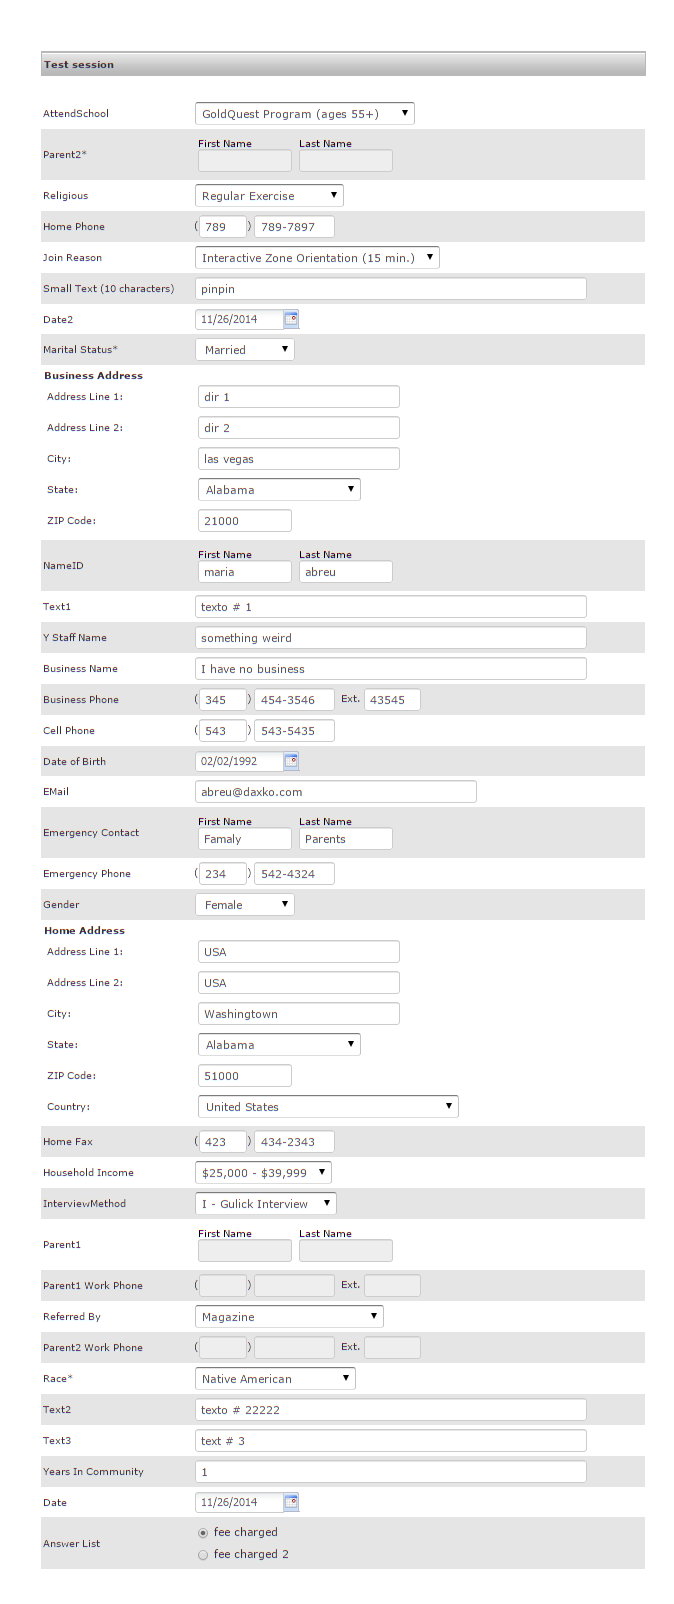 Test session
AttendSchool GoldQuest Program (ages 55+)
First Name Last Name
Parent2*
Religious Regular Exercise
Home Phone ( 789 ) 789-7897
Join Reason Interactive Zone Orientation (15 min.)
Small Text (10 characters) pinpin
Date2 11/26/2014
Marital Status* Married
Business Address
Address Line 1: dir 1
Address Line 2: dir 2
City: las vegas
State: Alabama
ZIP Code: 21000
First Name Last Name
NameID maria abreu
Text1 texto # 1
Y Staff Name something weird
Business Name I have no business
Business Phone ( 345 ) 454-3546 Ext. 43545
Cell Phone ( 543 ) 543-5435
Date of Birth 02/02/1992
EMail abreu@daxko.com
First Name Last Name
Emergency Contact Famaly Parents
Emergency Phone ( 234 ) 542-4324
Gender Female
Home Address
Address Line 1: USA
Address Line 2: USA
City: Washingtown
State: Alabama
ZIP Code: 51000
Country: United States
Home Fax ( 423 ) 434-2343
Household Income $25,000 - $39,999
InterviewMethod I - Gulick Interview
First Name Last Name
Parent1
Parent1 Work Phone ( ) Ext.
Referred By Magazine
Parent2 Work Phone ( ) Ext.
Race* Native American
Text2 texto # 22222
Text3 text # 3
Years In Community 1
Date 11/26/2014
fee charged
Answer List
fee charged 2